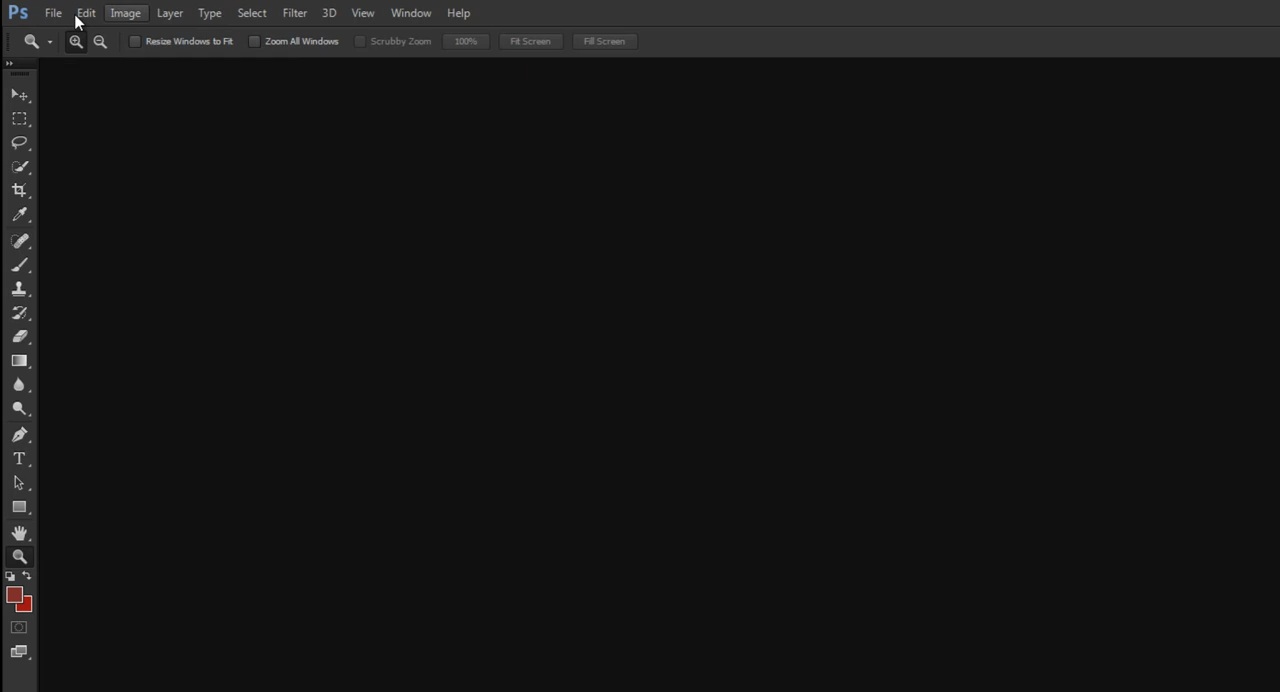 Ps File Edit Image Layer Type Select Filter 3D View Window Help
Resize Windows to Fit Zoom All Windows Scrubby Zoom 100% Fit Screen Fill Screen
T